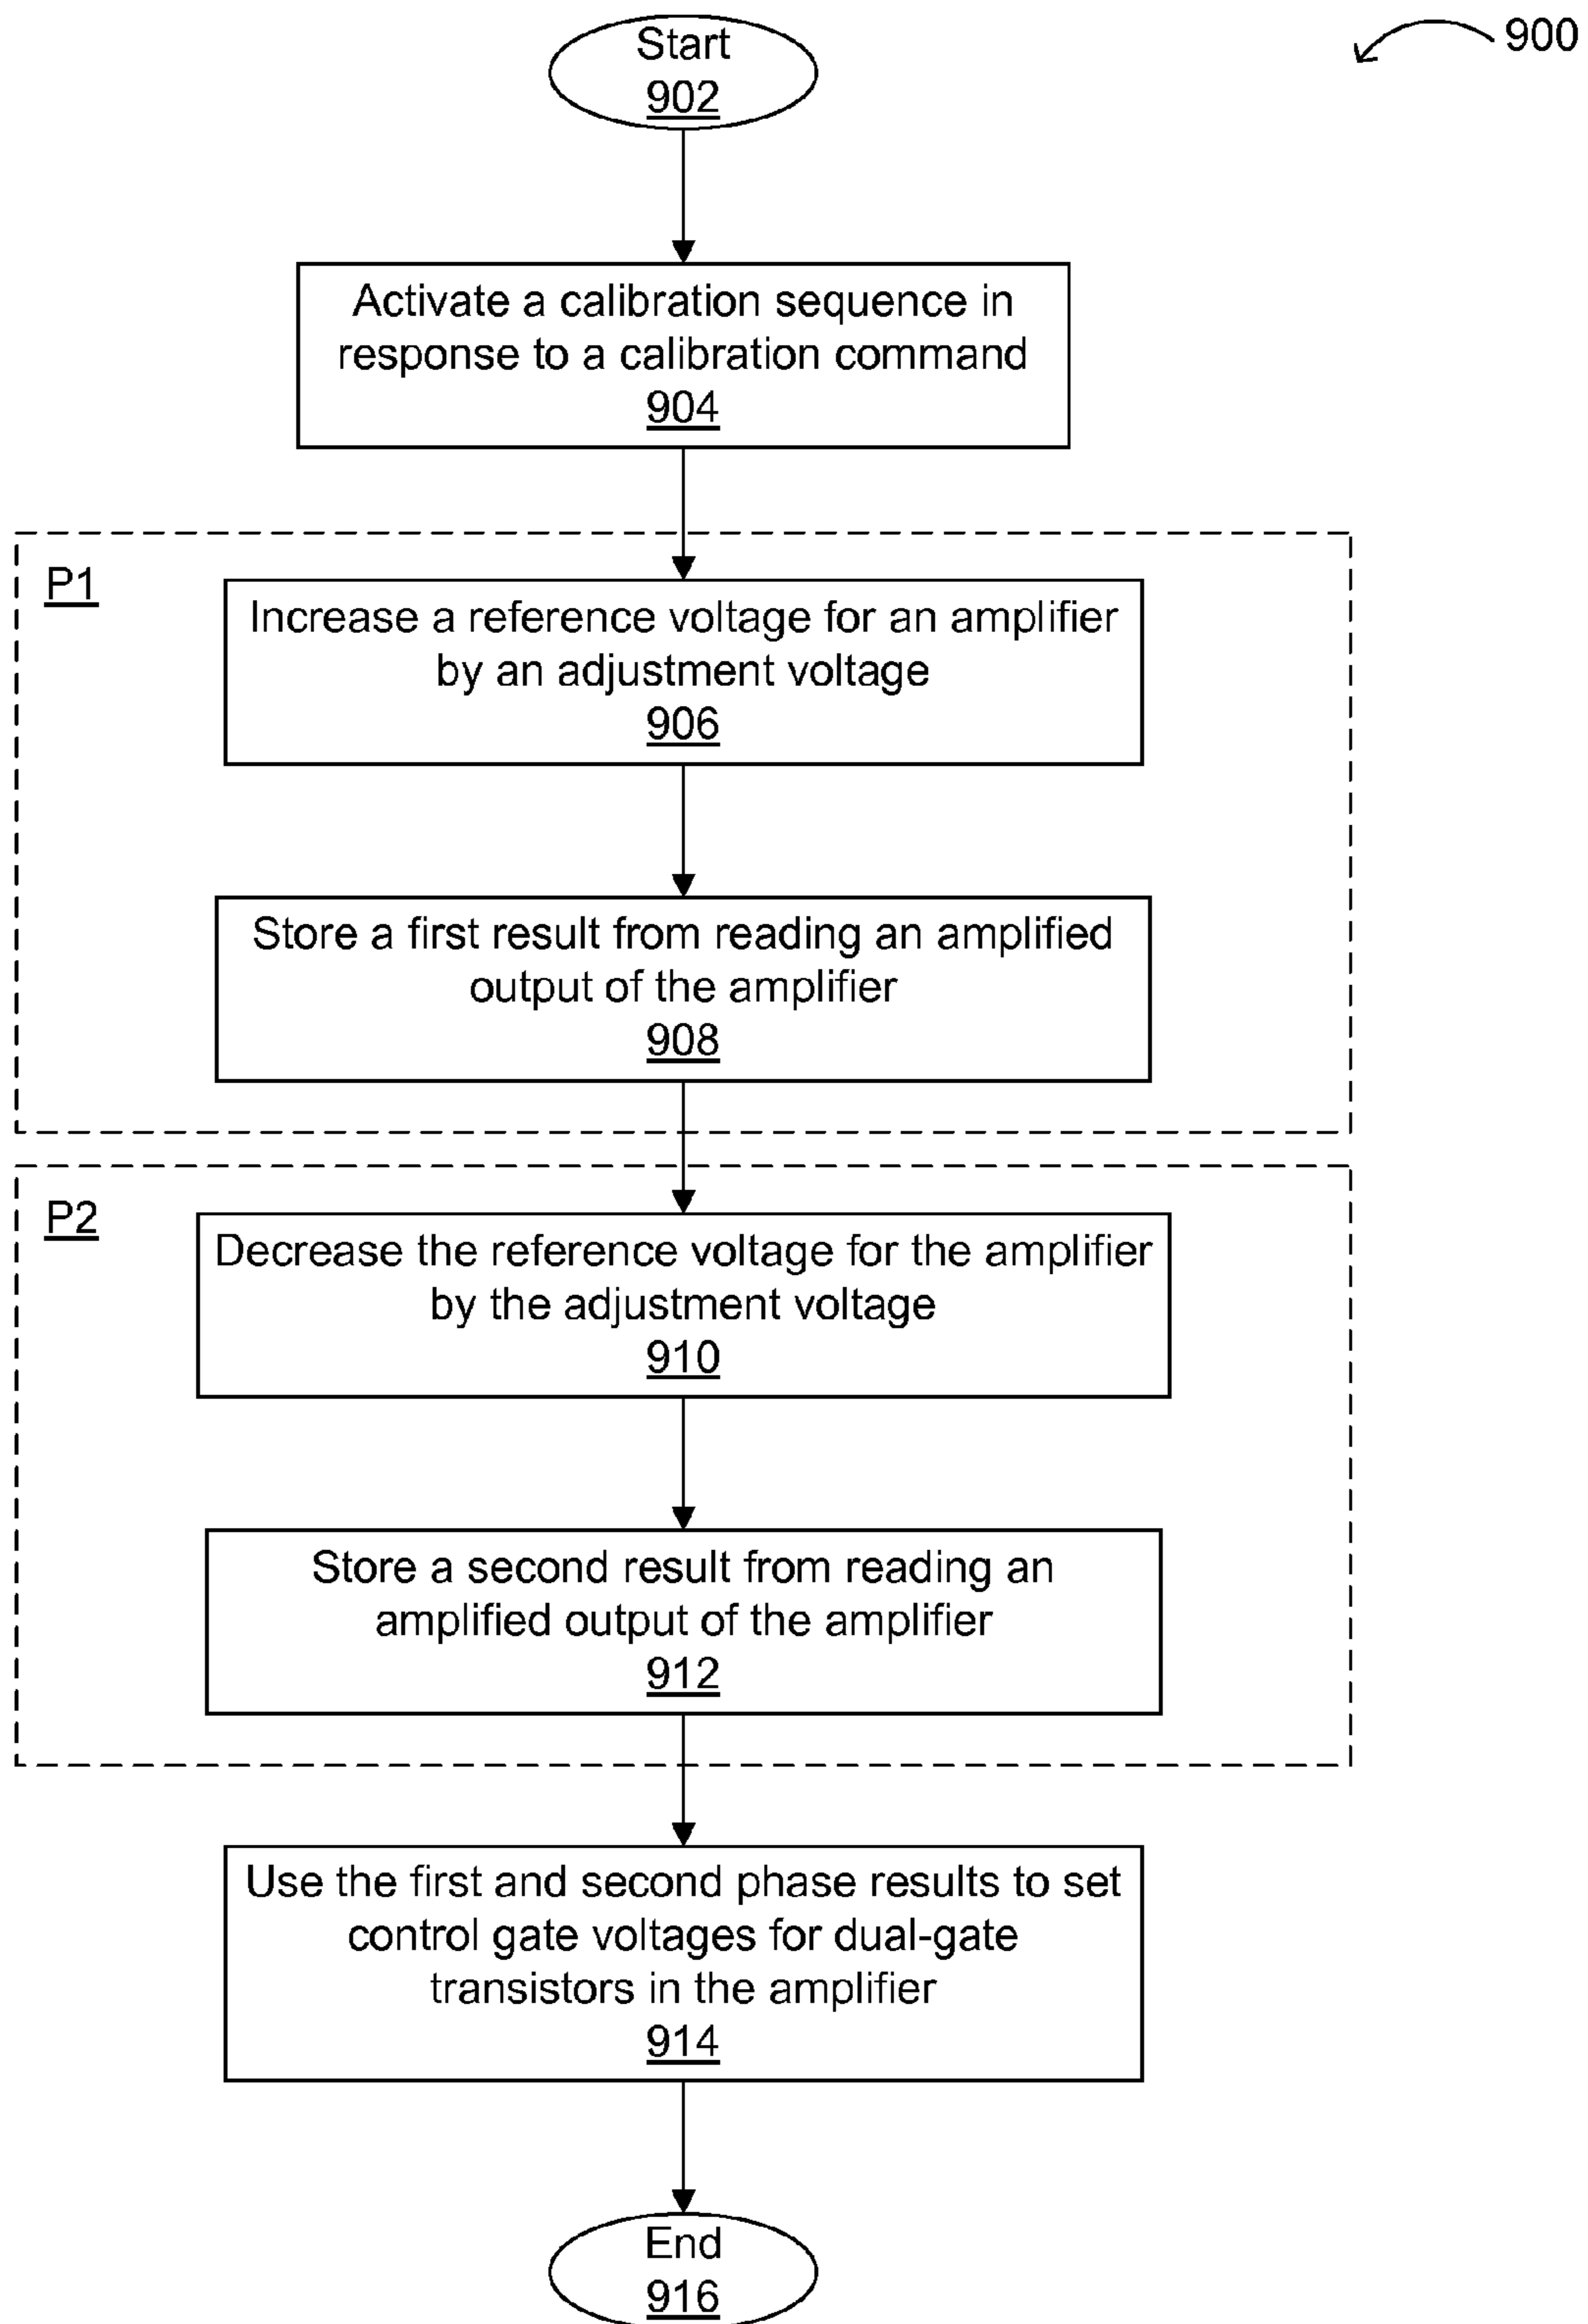 900
Start
902
Activate a calibration sequence in
response to a calibration command
904
P1
Increase a reference voltage for an amplifier
by an adjustment voltage
906
Store a first result from reading an amplified
output of the amplifier
908
P2
Decrease the reference voltage for the amplifier
by the adjustment voltage
910
Store a second result from reading an
amplified output of the amplifier
912
Use the first and second phase results to set
control gate voltages for dual-gate
transistors in the amplifier
914
End
916